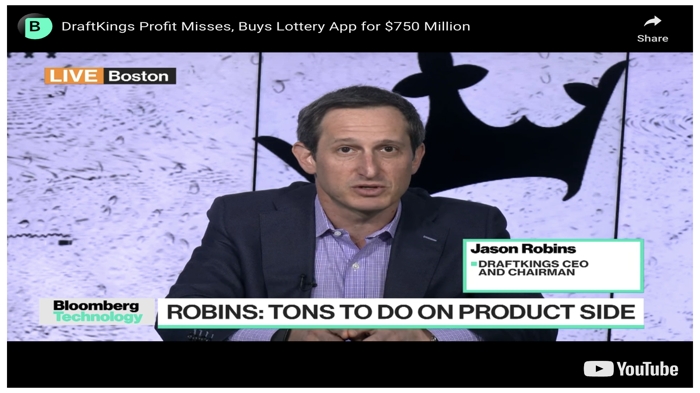 B
DraftKings Profit Misses, Buys Lottery App for $750 Million
Share
LIVE Boston
Jason Robins
DRAFTKINGS CEO
AND CHAIRMAN
Bloomberg
Technology
ROBINS: TONS TO DO ON PRODUCT SIDE
YouTube